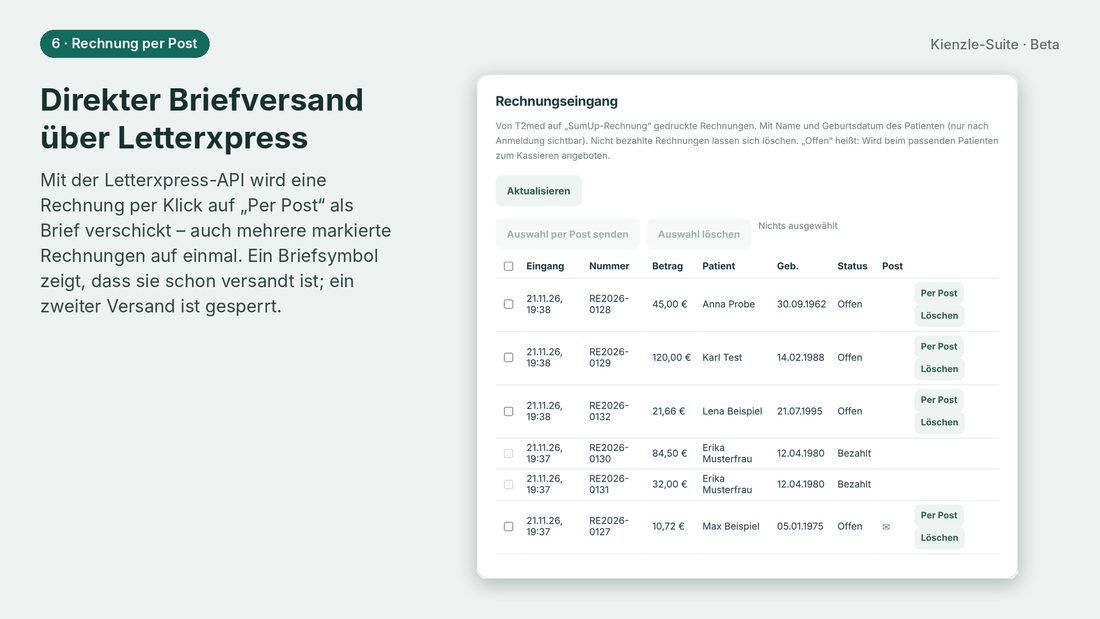 6 · Rechnung per Post
Kienzle-Suite · Beta
Direkter Briefversand
über Letterxpress
Mit der Letterxpress-API wird eine
Rechnung per Klick auf „Per Post“ als
Brief verschickt – auch mehrere markierte
Rechnungen auf einmal. Ein Briefsymbol
zeigt, dass sie schon versandt ist; ein
zweiter Versand ist gesperrt.
Rechnungseingang
Von T2med auf „SumUp-Rechnung“ gedruckte Rechnungen. Mit Name und Geburtsdatum des Patienten (nur nach
Anmeldung sichtbar). Nicht bezahlte Rechnungen lassen sich löschen. „Offen“ heißt: Wird beim passenden Patienten
zum Kassieren angeboten.
Aktualisieren
Auswahl per Post senden Auswahl löschen Nichts ausgewählt
Eingang Nummer Betrag Patient Geb. Status Post
21.11.26, 19:38 RE2026-0128 45,00 € Anna Probe 30.09.1962 Offen Per Post Löschen
21.11.26, 19:38 RE2026-0129 120,00 € Karl Test 14.02.1988 Offen Per Post Löschen
21.11.26, 19:38 RE2026-0132 21,66 € Lena Beispiel 21.07.1995 Offen Per Post Löschen
21.11.26, 19:37 RE2026-0130 84,50 € Erika Musterfrau 12.04.1980 Bezahlt
21.11.26, 19:37 RE2026-0131 32,00 € Erika Musterfrau 12.04.1980 Bezahlt
21.11.26, 19:37 RE2026-0127 10,72 € Max Beispiel 05.01.1975 Offen ✉ Per Post Löschen